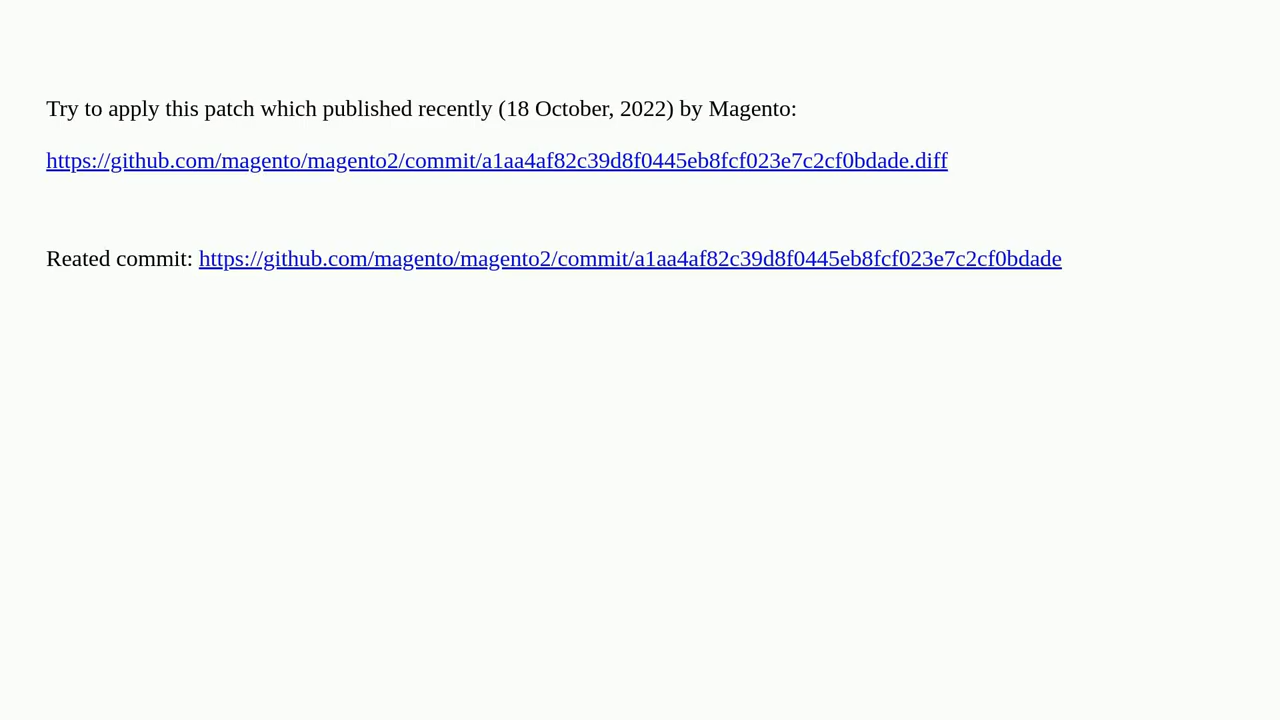 Try to apply this patch which published recently (18 October, 2022) by Magento:
https://github.com/magento/magento2/commit/a1aa4af82c39d8f0445eb8fcf023e7c2cf0bdade.diff
Reated commit: https://github.com/magento/magento2/commit/a1aa4af82c39d8f0445eb8fcf023e7c2cf0bdade